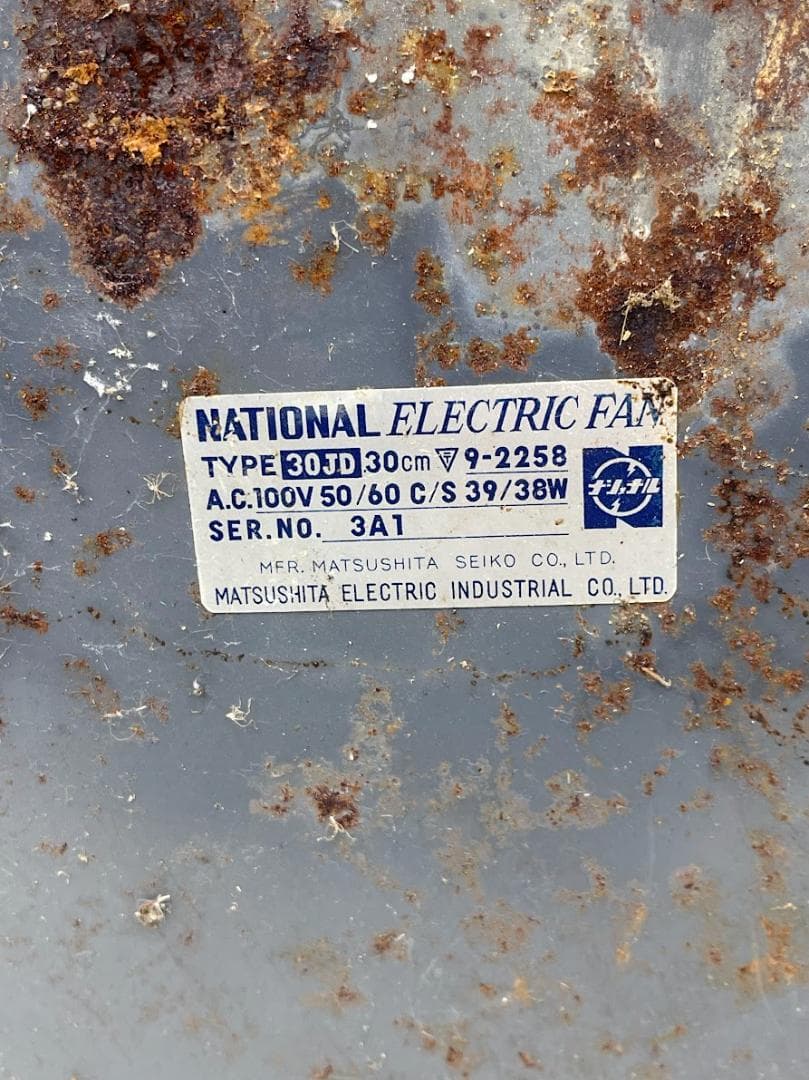 NATIONAL ELECTRIC FAN
TYPE 30JD 30cm 〒 9-2258
A.C.100V 50/60 C/S 39/38W
ナショナル
SER.NO. 3A1
MFR. MATSUSHITA SEIKO CO., LTD.
MATSUSHITA ELECTRIC INDUSTRIAL CO., LTD.